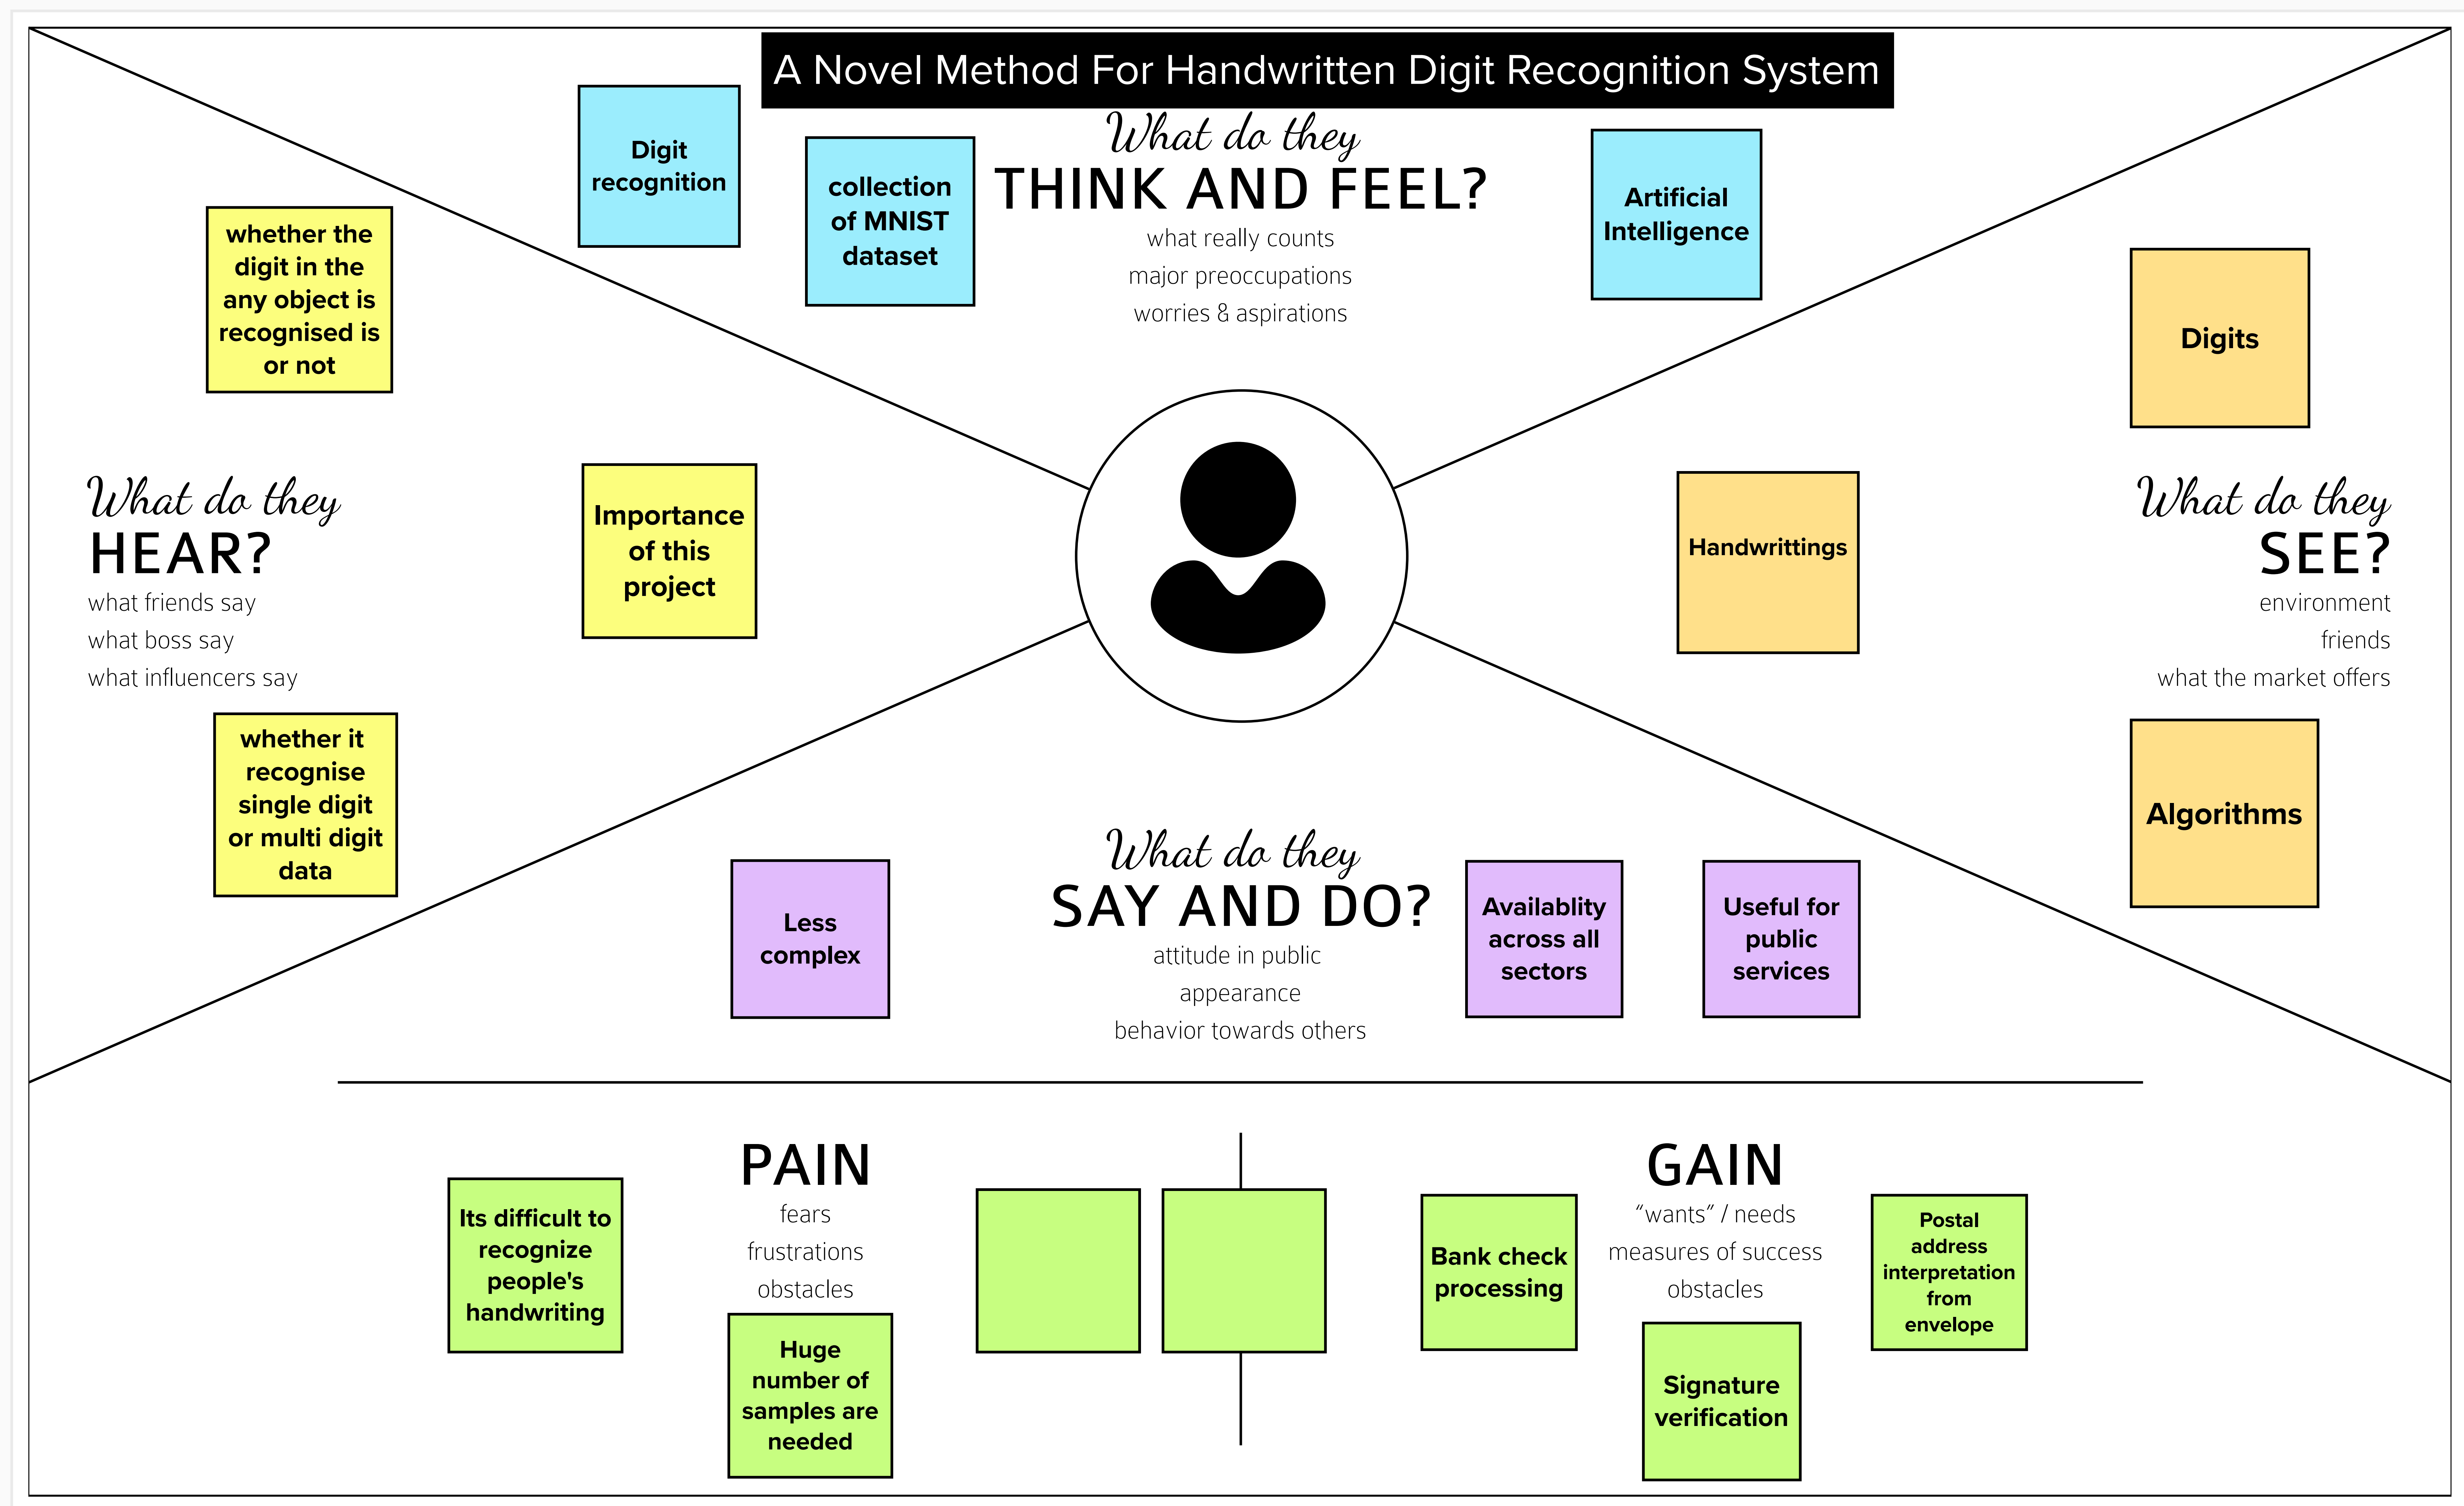 A Novel Method For Handwritten Digit Recognition System
Digit
recognition
collection
of MNIST
dataset
What do they
THINK AND FEEL?
what really counts
major preoccupations
worries & aspirations
Artificial
Intelligence
whether the
digit in the
any object is
recognised is
or not
What do they
HEAR?
what friends say
what boss say
what influencers say
Importance
of this
project
whether it
recognise
single digit
or multi digit
data
Digits
Handwrittings
What do they
SEE?
environment
friends
what the market offers
Algorithms
Less
complex
What do they
SAY AND DO?
attitude in public
appearance
behavior towards others
Availablity
across all
sectors
Useful for
public
services
PAIN
fears
frustrations
obstacles
Its difficult to
recognize
people's
handwriting
Huge
number of
samples are
needed
GAIN
“wants” / needs
measures of success
obstacles
Bank check
processing
Signature
verification
Postal
address
interpretation
from
envelope